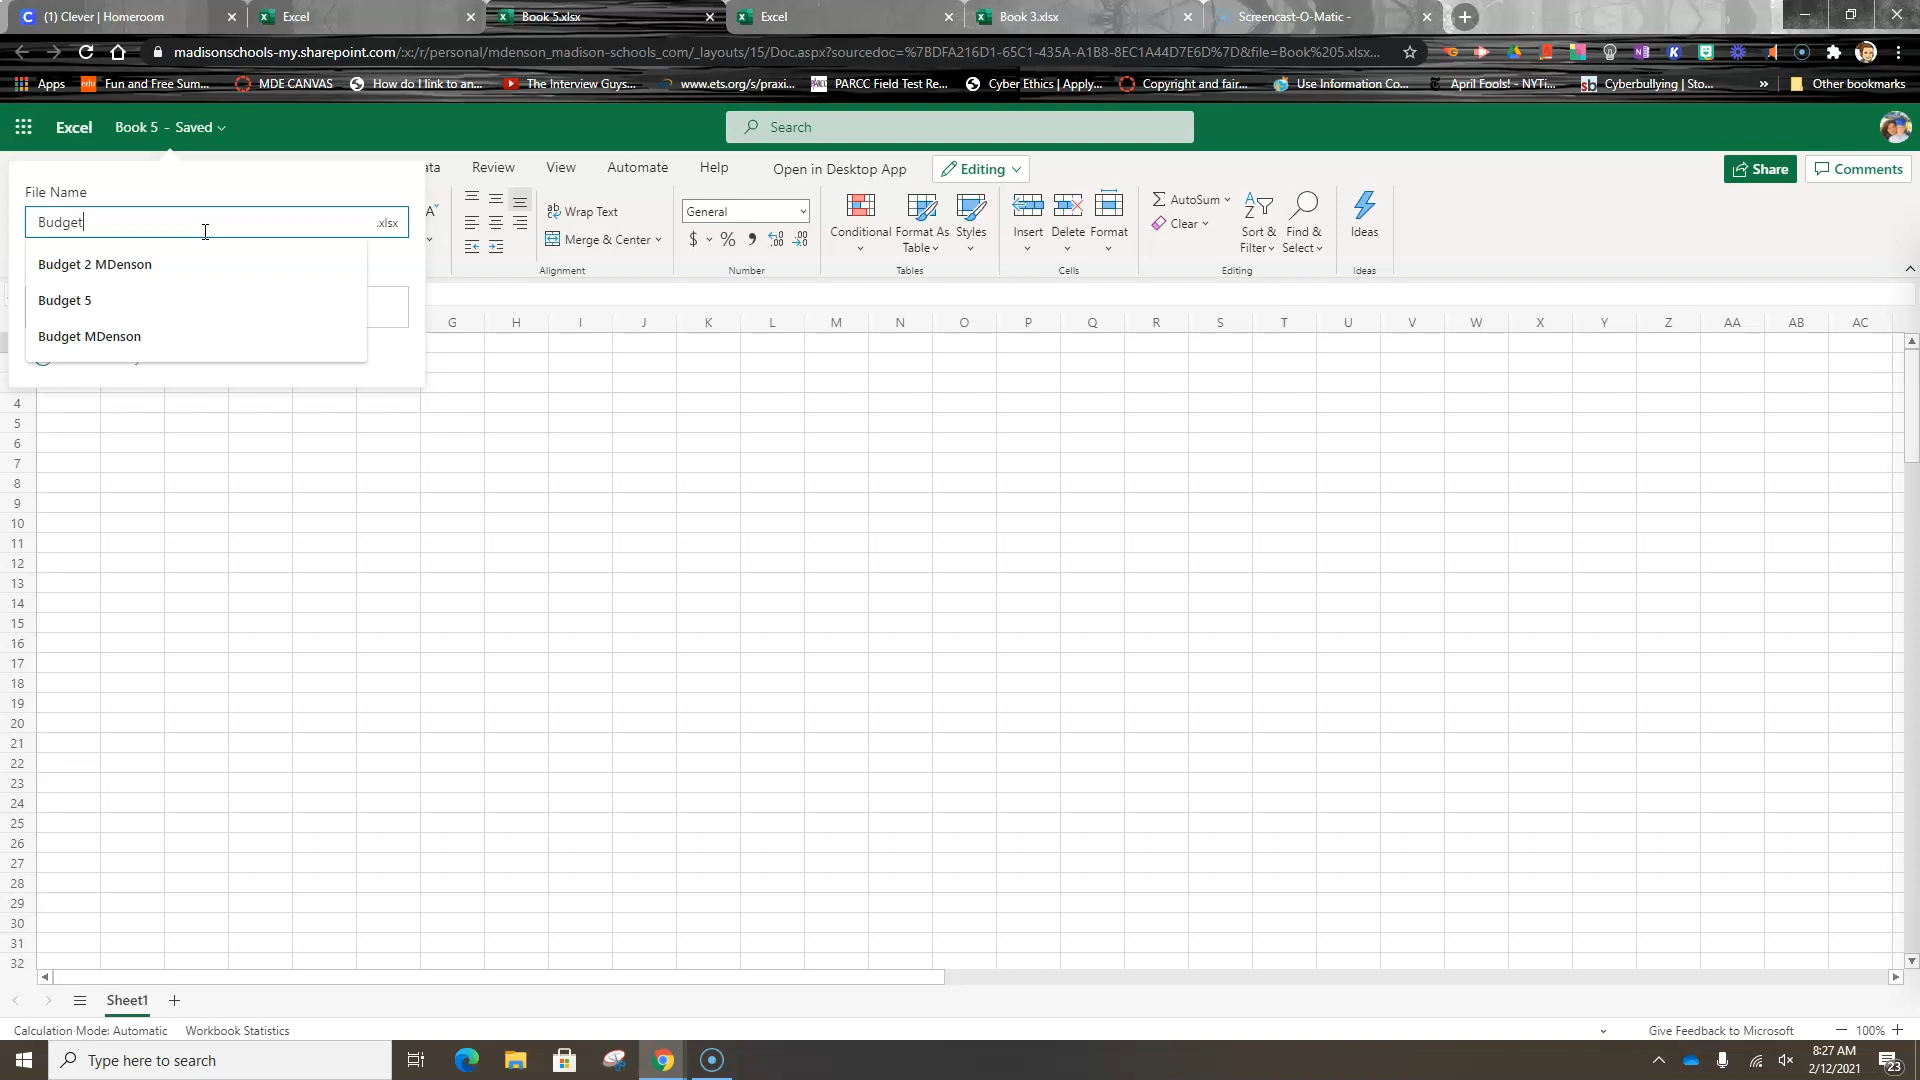 (1) Clever | Homeroom
Excel
Book 5.xlsx
Excel
Book 3.xlsx
Screencast-O-Matic -
madisonschools-my.sharepoint.com/:x:/r/personal/mdenson_madison-schools_com/_layouts/15/Doc.aspx?sourcedoc=%7BDFA216D1-65C1-435A-A1B8-8EC1A44D7E6D%7D&file=Book%205.xlsx...
Apps
Fun and Free Sum...
MDE CANVAS
How do I link to an...
The Interview Guys...
www.ets.org/s/praxi...
PARCC Field Test Re...
Cyber Ethics | Apply...
Copyright and fair...
Use Information Co...
April Fools! - NYTi...
Cyberbullying | Sto...
»
Other bookmarks
Excel
Book 5 - Saved
Search
Review
View
Automate
Help
Open in Desktop App
Editing
Share
Comments
File Name
Budget
.xlsx
Budget 2 MDenson
Budget 5
Budget MDenson
Wrap Text
Merge & Center
Alignment
General
$ % 9 .00
Number
Conditional
Format As
Table
Styles
Tables
Insert
Delete
Format
Cells
AutoSum
Clear
Sort &
Filter
Find &
Select
Editing
Ideas
Ideas
G H I J K L M N O P Q R S T U V W X Y Z AA AB AC
4
5
6
7
8
9
10
11
12
13
14
15
16
17
18
19
20
21
22
23
24
25
26
27
28
29
30
31
32
Sheet1
Calculation Mode: Automatic
Workbook Statistics
Give Feedback to Microsoft
100%
Type here to search
8:27 AM
2/12/2021
23